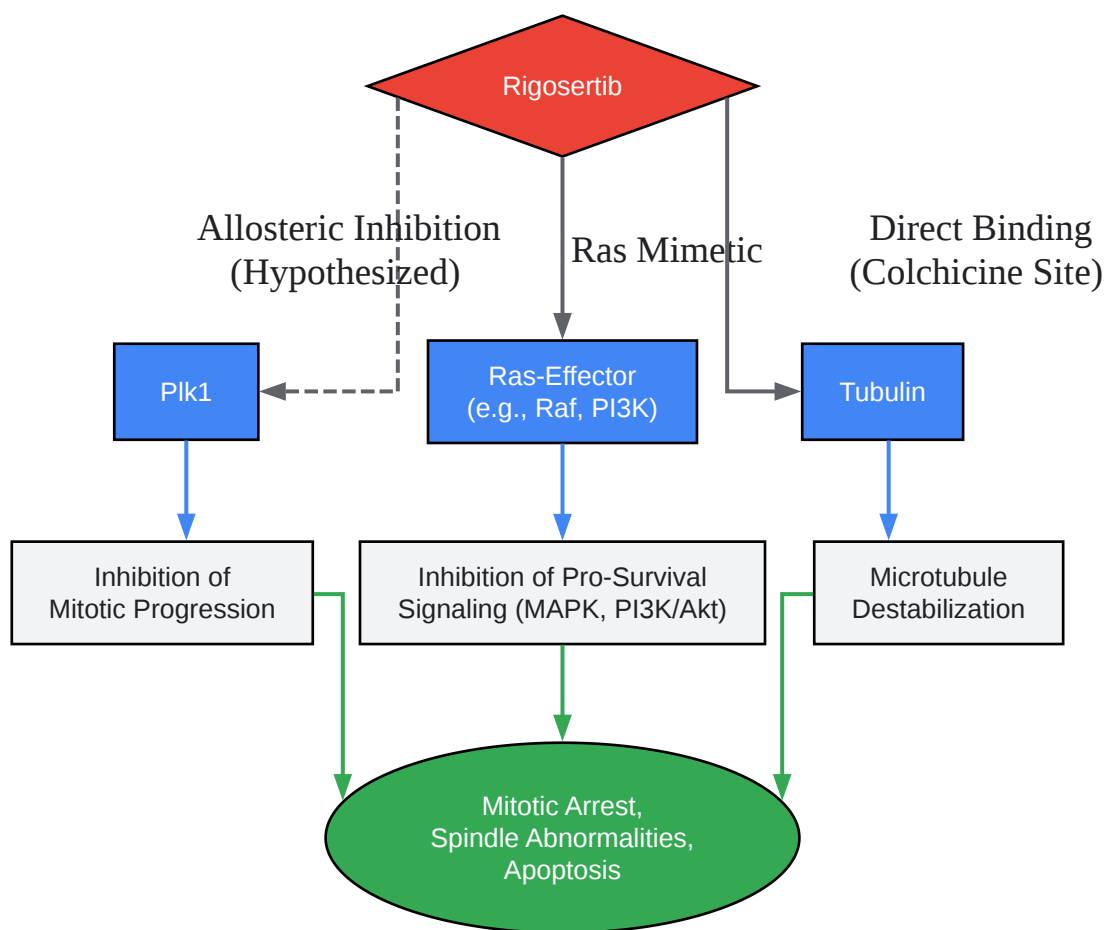 Rigosertib
Allosteric Inhibition
(Hypothesized)
Ras Mimetic
Direct Binding
(Colchicine Site)
Plk1
Ras-Effector
(e.g., Raf, PI3K)
Tubulin
Inhibition of
Mitotic Progression
Inhibition of Pro-Survival
Signaling (MAPK, PI3K/Akt)
Microtubule
Destabilization
Mitotic Arrest,
Spindle Abnormalities,
Apoptosis